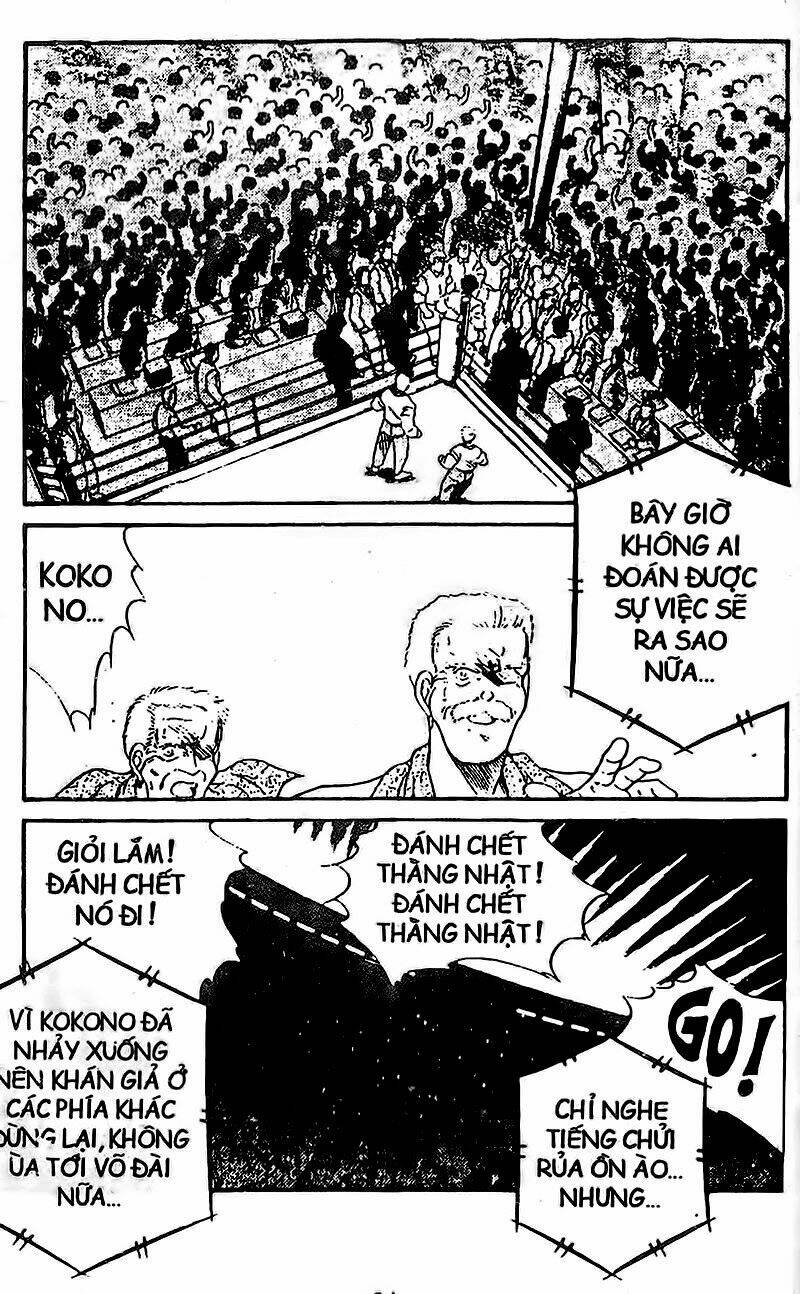 BÂY GIỜ
KHÔNG AI
ĐOÁN ĐƯỢC
SỰ VIỆC SẼ
RA SAO
NỮA...
KOKO
NO...
GIỎI LẮM!
ĐÁNH CHẾT
NÓ ĐI!
ĐÁNH CHẾT
THẰNG NHẬT!
ĐÁNH CHẾT
THẰNG NHẬT!
GO!
VÌ KOKONO ĐÃ
NHẢY XUỐNG
NÊN KHÁN GIẢ Ở
CÁC PHÍA KHÁC
DỪNG LẠI, KHÔNG
ÙA TỚI VÕ ĐÀI
NỮA...
CHỈ NGHE
TIẾNG CHỬI
RỦA ỒN ÀO...
NHƯNG...